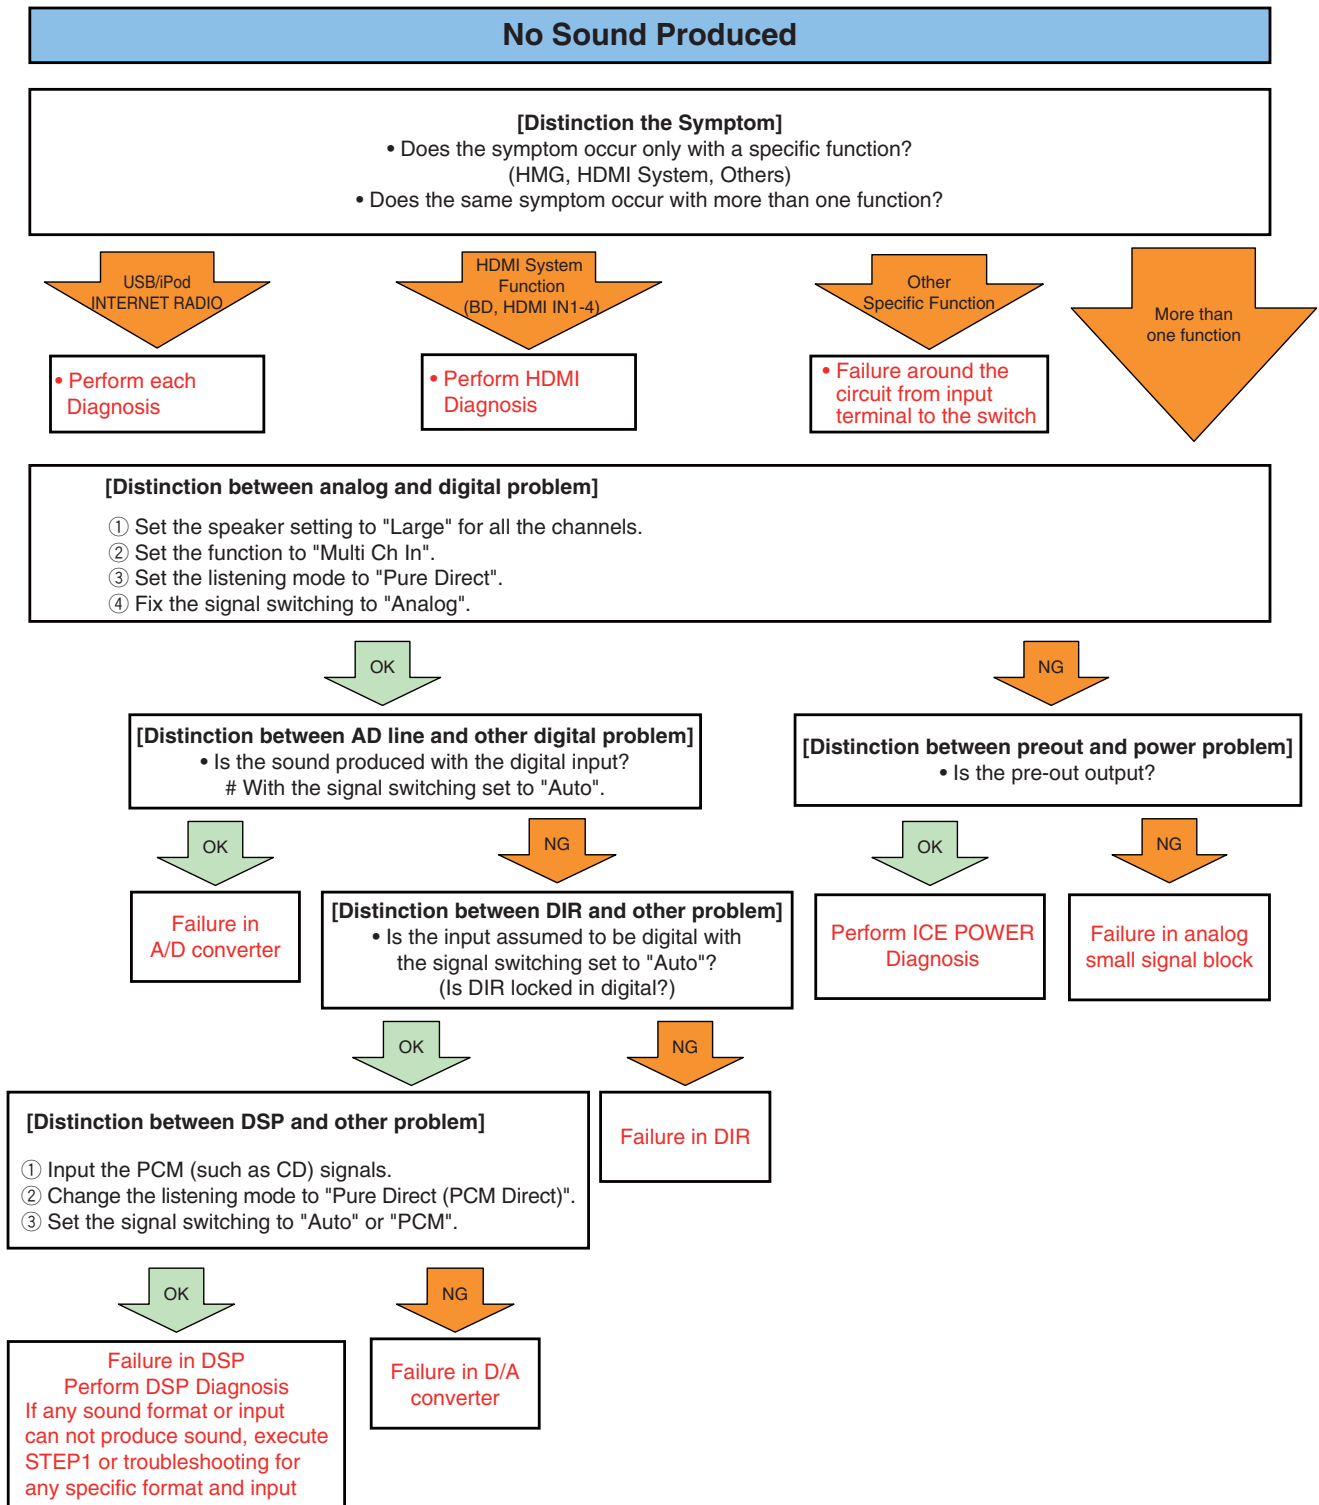 No Sound Produced
[Distinction the Symptom]
• Does the symptom occur only with a specific function?
(HMG, HDMI System, Others)
• Does the same symptom occur with more than one function?
USB/iPod
INTERNET RADIO
HDMI System
Function
(BD, HDMI IN1-4)
Other
Specific Function
More than
one function
• Perform each
Diagnosis
• Perform HDMI
Diagnosis
• Failure around the
circuit from input
terminal to the switch
[Distinction between analog and digital problem]
① Set the speaker setting to "Large" for all the channels.
② Set the function to "Multi Ch In".
③ Set the listening mode to "Pure Direct".
④ Fix the signal switching to "Analog".
OK
NG
[Distinction between AD line and other digital problem]
• Is the sound produced with the digital input?
# With the signal switching set to "Auto".
[Distinction between preout and power problem]
• Is the pre-out output?
OK
NG
OK
NG
Failure in
A/D converter
[Distinction between DIR and other problem]
• Is the input assumed to be digital with
the signal switching set to "Auto"?
(Is DIR locked in digital?)
Perform ICE POWER
Diagnosis
Failure in analog
small signal block
OK
NG
[Distinction between DSP and other problem]
① Input the PCM (such as CD) signals.
② Change the listening mode to "Pure Direct (PCM Direct)".
③ Set the signal switching to "Auto" or "PCM".
Failure in DIR
OK
NG
Failure in DSP
Perform DSP Diagnosis
If any sound format or input
can not produce sound, execute
STEP1 or troubleshooting for
any specific format and input
Failure in D/A
converter